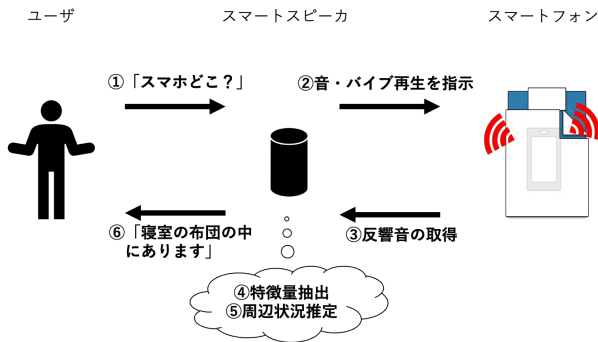 ユーザ
スマートスピーカ
スマートフォン
①「スマホどこ？」
②音・バイブ再生を指示
⑥「寝室の布団の中
にあります」
③反響音の取得
④特徴量抽出
⑤周辺状況推定